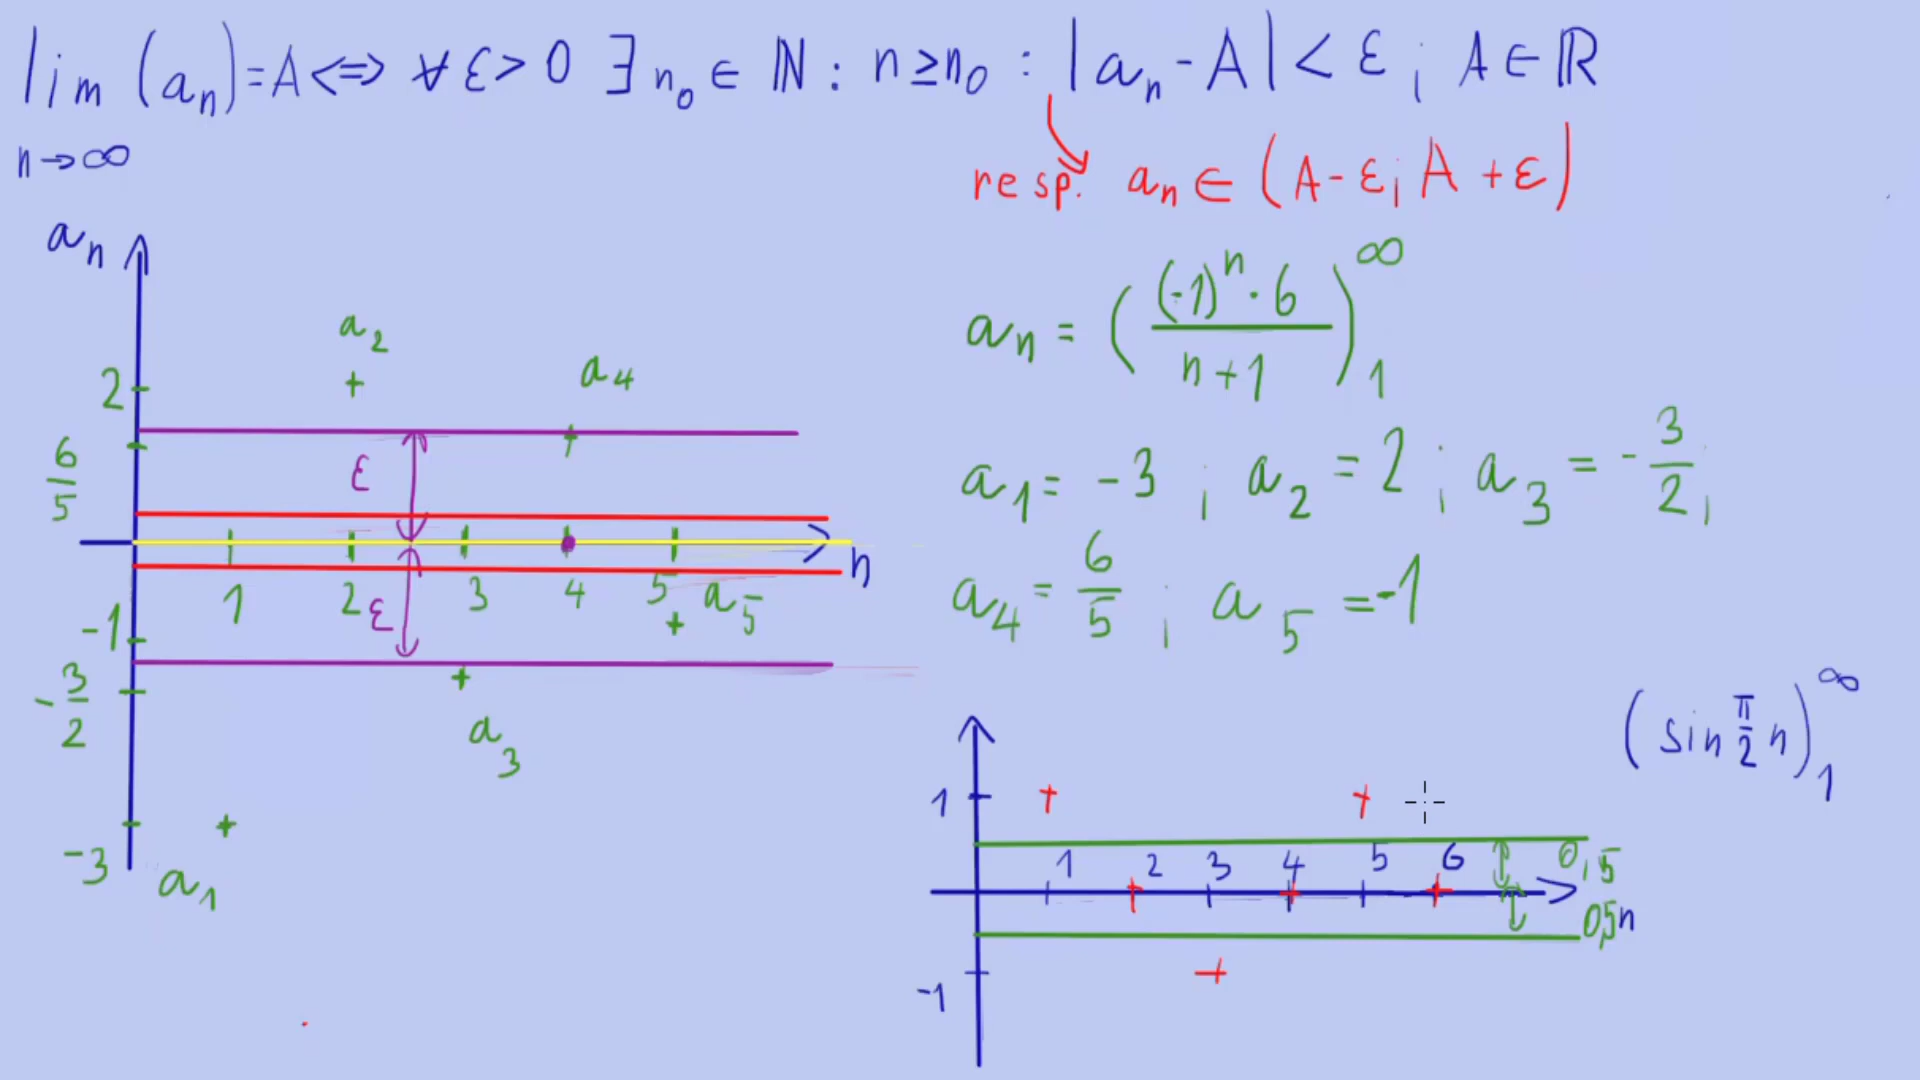 lim (aₙ) = A ⇔ ∀ ε > 0 ∃ n₀ ∈ ℕ : n ≥ n₀ : |aₙ - A| < ε ; A ∈ ℝ
n → ∞
resp. aₙ ∈ (A - ε ; A + ε)
aₙ
aₙ = ( (-1)ⁿ · 6 / n+1 )₁^∞
a₂
a₄
2
6/5
ε
a₁ = -3 ; a₂ = 2 ; a₃ = - 3/2 ;
n
1 2 3 4 5
ε
a₅
-1
a₄ = 6/5 ; a₅ = -1
- 3/2
a₃
-3
a₁
(sin π/2 n)₁^∞
1
1 2 3 4 5 6
0,5
0,5
n
-1